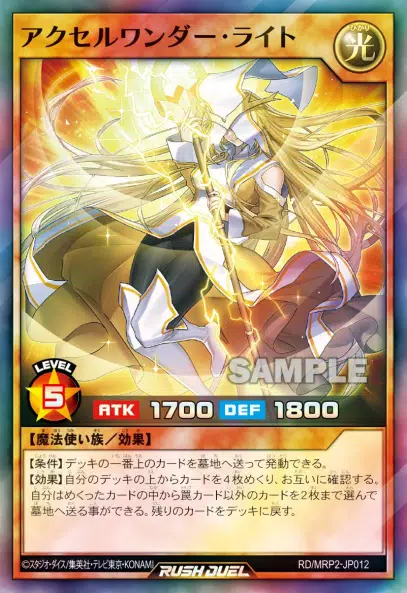 アクセルワンダー・ライト
ひかり
光
SAMPLE
LEVEL
5
ATK 1700 DEF 1800
【魔法使い族／効果】
【条件】デッキの一番上のカードを墓地へ送って発動できる。
【効果】自分のデッキの上からカードを４枚めくり、お互いに確認する。
自分はめくったカードの中から罠カード以外のカードを２枚まで選んで
墓地へ送る事ができる。残りのカードをデッキに戻す。
©スタジオ・ダイス/集英社・テレビ東京・KONAMI
RUSH DUEL
RD/MRP2-JP012